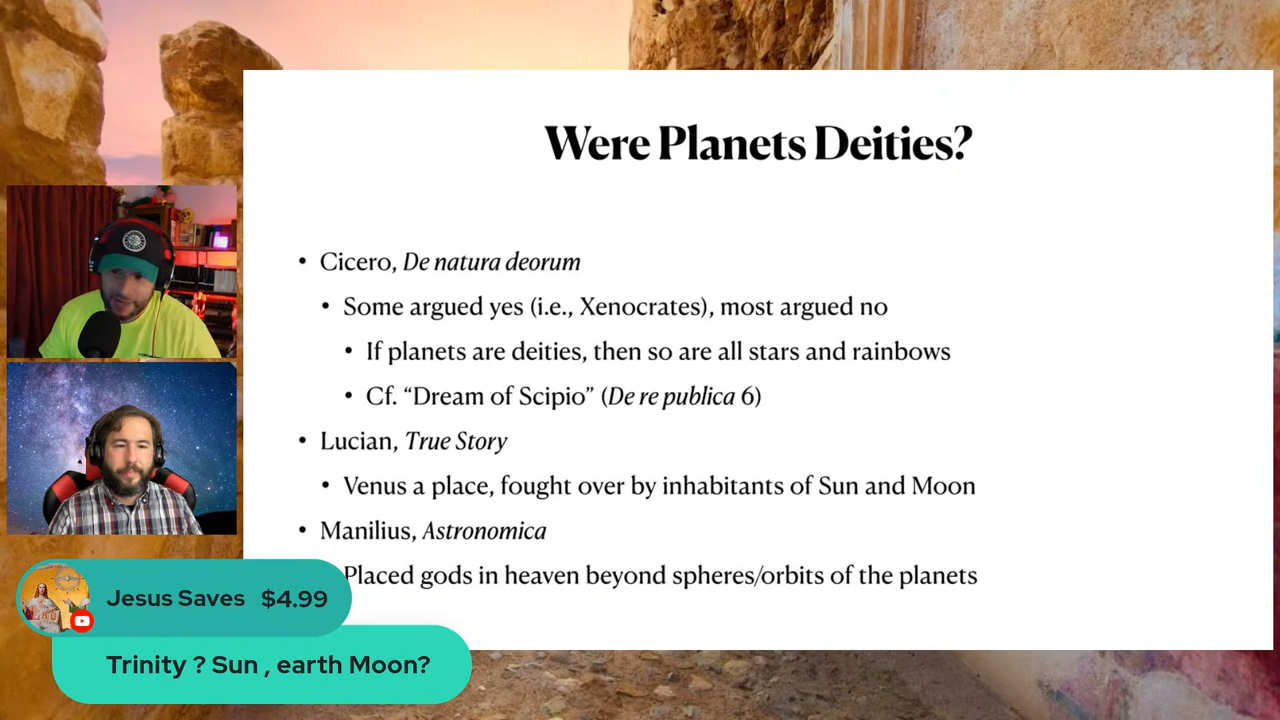 Were Planets Deities?
• Cicero, De natura deorum
• Some argued yes (i.e., Xenocrates), most argued no
• If planets are deities, then so are all stars and rainbows
• Cf. “Dream of Scipio” (De re publica 6)
• Lucian, True Story
• Venus a place, fought over by inhabitants of Sun and Moon
• Manilius, Astronomica
Placed gods in heaven beyond spheres/orbits of the planets
Jesus Saves $4.99
Trinity ? Sun , earth Moon?